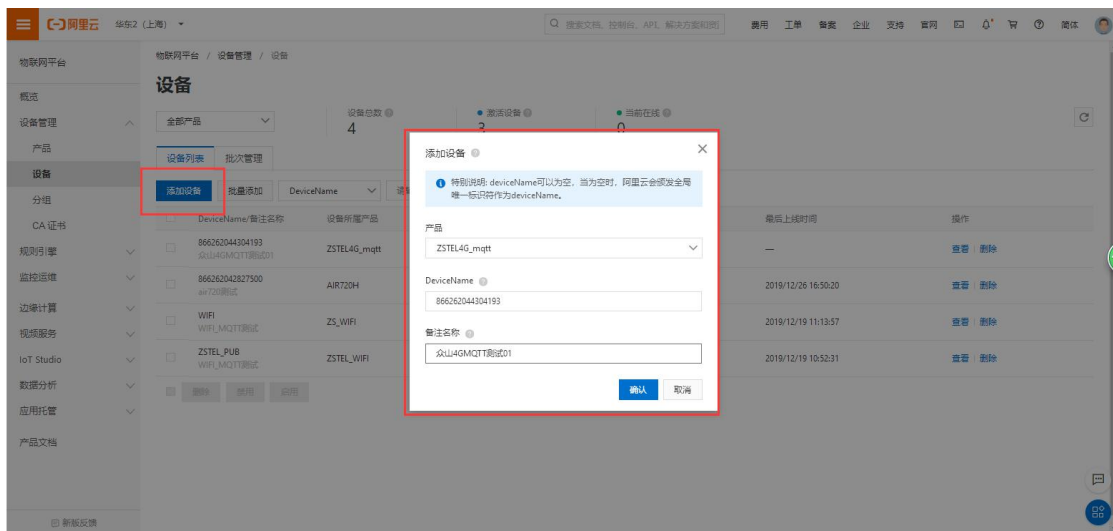 阿里云 华东2（上海） 搜索文档、控制台、API、解决方案和资 费用 工单 备案 企业 支持 官网 简体
物联网平台
概览
设备管理
产品
设备
分组
CA 证书
规则引擎
监控运维
边缘计算
视频服务
IoT Studio
数据分析
应用托管
产品文档
新版反馈
物联网平台 / 设备管理 / 设备
设备
全部产品
设备总数 激活设备 当前在线
4 3 0
设备列表 批次管理
添加设备 批量添加 DeviceName
DeviceName/备注名称 设备所属产品 最后上线时间 操作
866262044304193 ZSTEL4G_mqtt — 查看 删除
众山4GMQTT测试01
866262042827500 AIR720H 2019/12/26 16:50:20 查看 删除
air720测试
WIFI ZS_WIFI 2019/12/19 11:13:57 查看 删除
WIFI_MQTT测试
ZSTEL_PUB ZSTEL_WIFI 2019/12/19 10:52:31 查看 删除
WIFI_MQTT测试
删除 禁用 启用
添加设备
特别说明: deviceName可以为空，当为空时，阿里云会颁发全局
唯一标识符作为deviceName。
产品
ZSTEL4G_mqtt
DeviceName
866262044304193
备注名称
众山4GMQTT测试01
确认 取消